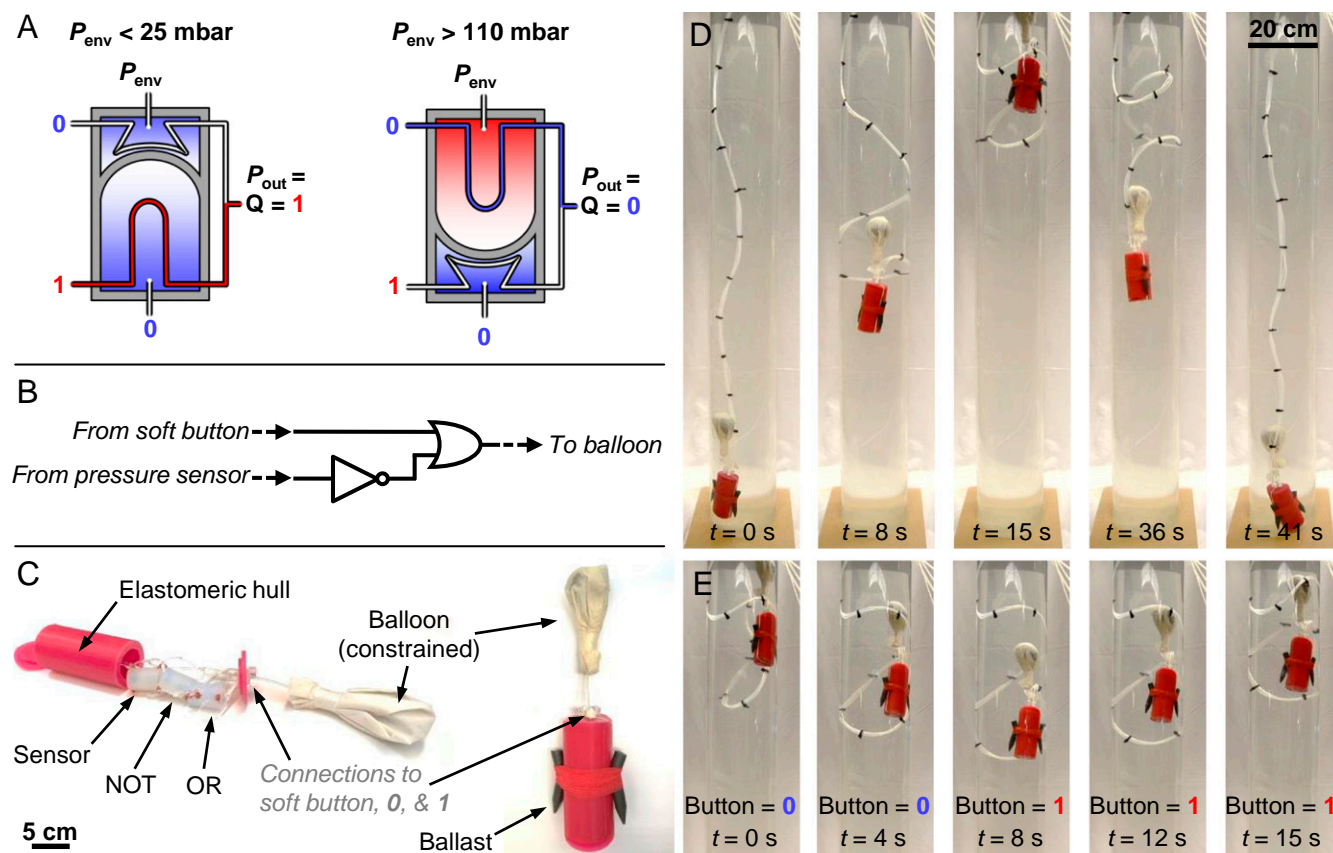 A
P_env < 25 mbar
P_env > 110 mbar
P_env
P_env
0
0
P_out =
Q = 1
P_out =
Q = 0
1
1
0
0
B
From soft button
To balloon
From pressure sensor
C
Elastomeric hull
Balloon
(constrained)
Sensor
NOT
OR
Connections to
soft button, 0, & 1
Ballast
5 cm
D
20 cm
t = 0 s
t = 8 s
t = 15 s
t = 36 s
t = 41 s
E
Button = 0
t = 0 s
Button = 0
t = 4 s
Button = 1
t = 8 s
Button = 1
t = 12 s
Button = 1
t = 15 s